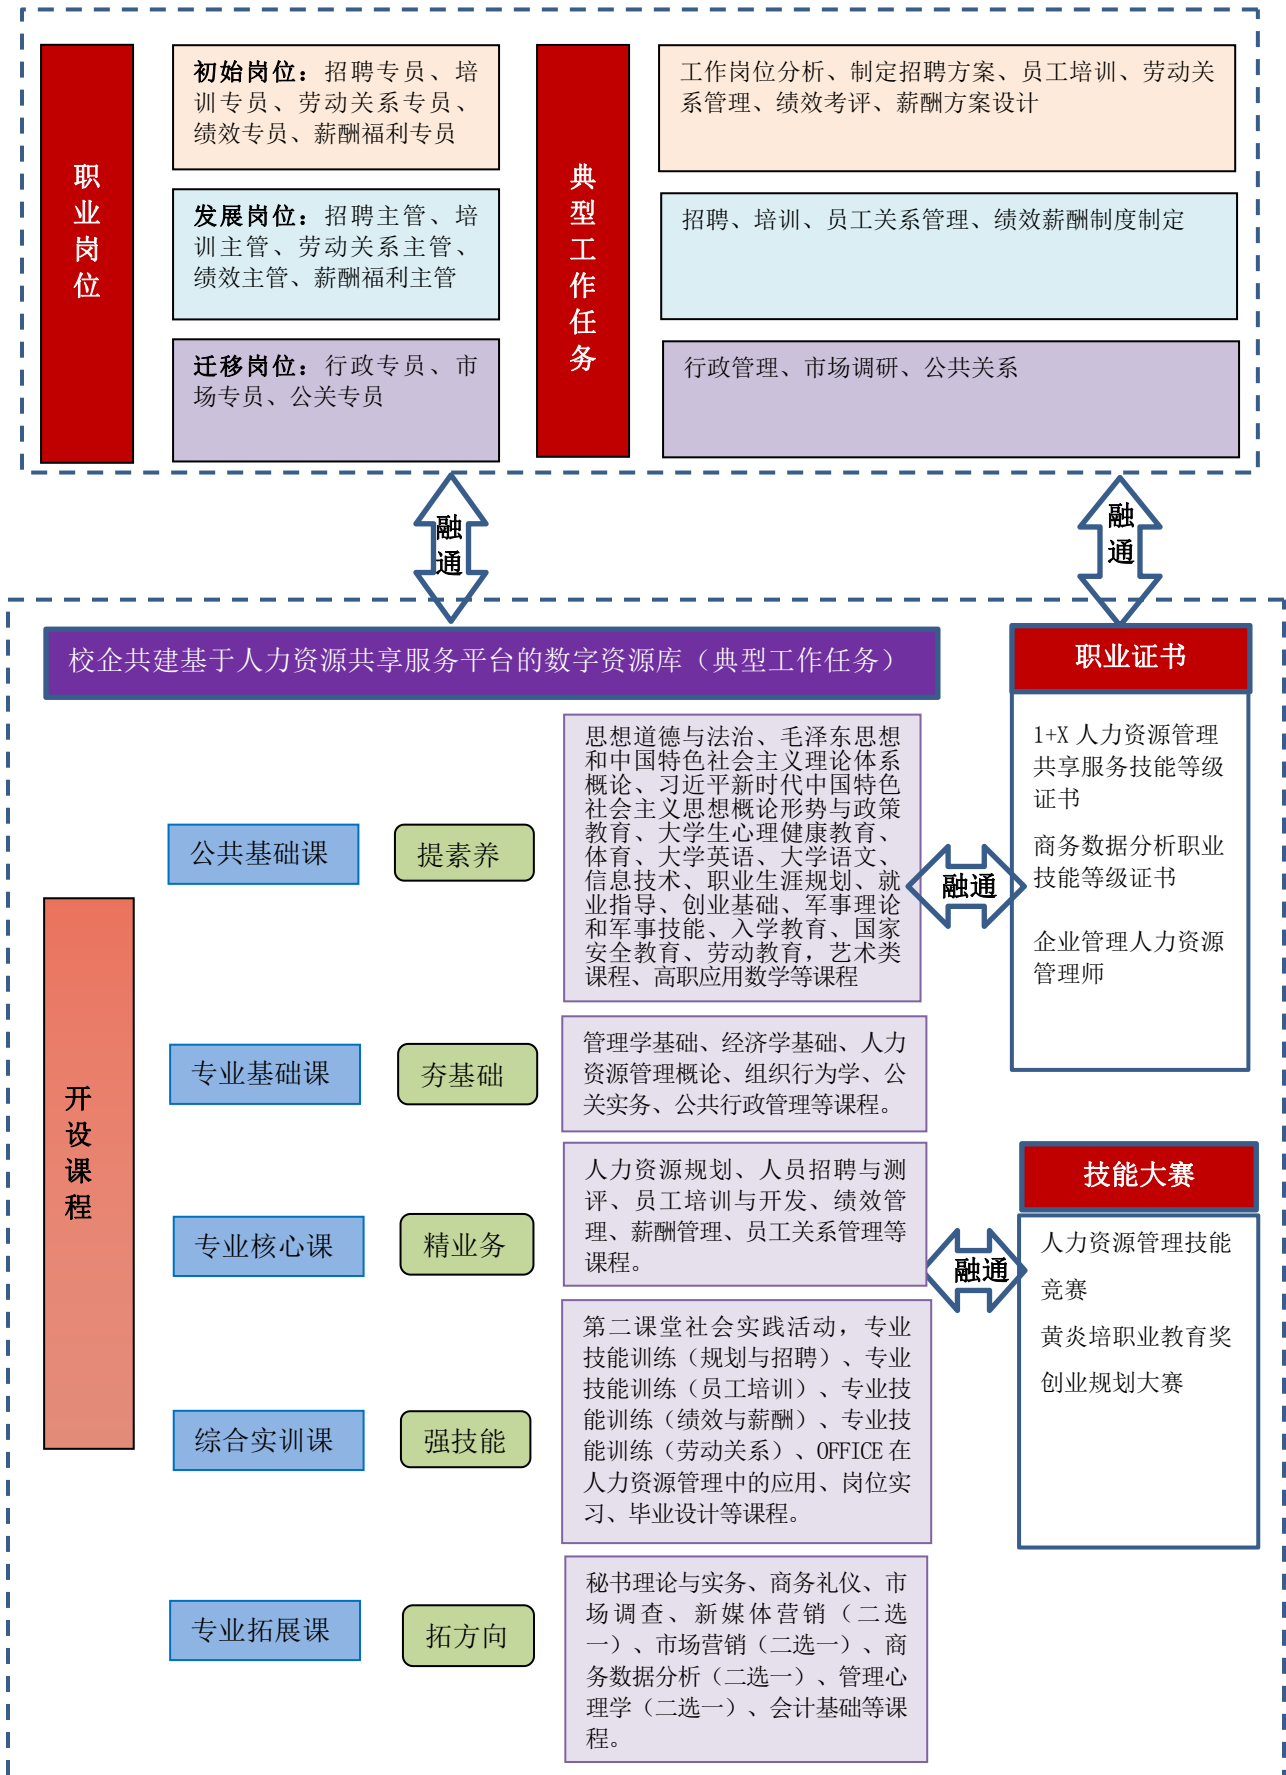 职
业
岗
位
初始岗位：招聘专员、培
训专员、劳动关系专员、
绩效专员、薪酬福利专员
发展岗位：招聘主管、培
训主管、劳动关系主管、
绩效主管、薪酬福利主管
迁移岗位：行政专员、市
场专员、公关专员
典
型
工
作
任
务
工作岗位分析、制定招聘方案、员工培训、劳动关
系管理、绩效考评、薪酬方案设计
招聘、培训、员工关系管理、绩效薪酬制度制定
行政管理、市场调研、公共关系
融
通
融
通
校企共建基于人力资源共享服务平台的数字资源库（典型工作任务）
开
设
课
程
公共基础课
提素养
思想道德与法治、毛泽东思想
和中国特色社会主义理论体系
概论、习近平新时代中国特色
社会主义思想概论形势与政策
教育、大学生心理健康教育、
体育、大学英语、大学语文、
信息技术、职业生涯规划、就
业指导、创业基础、军事理论
和军事技能、入学教育、国家
安全教育、劳动教育，艺术类
课程、高职应用数学等课程
专业基础课
夯基础
管理学基础、经济学基础、人力
资源管理概论、组织行为学、公
关实务、公共行政管理等课程。
专业核心课
精业务
人力资源规划、人员招聘与测
评、员工培训与开发、绩效管
理、薪酬管理、员工关系管理等
课程。
综合实训课
强技能
第二课堂社会实践活动，专业
技能训练（规划与招聘）、专业
技能训练（员工培训）、专业技
能训练（绩效与薪酬）、专业技
能训练（劳动关系）、OFFICE在
人力资源管理中的应用、岗位实
习、毕业设计等课程。
专业拓展课
拓方向
秘书理论与实务、商务礼仪、市
场调查、新媒体营销（二选
一）、市场营销（二选一）、商
务数据分析（二选一）、管理心
理学（二选一）、会计基础等课
程。
融通
职业证书
1+X 人力资源管理
共享服务技能等级
证书
商务数据分析职业
技能等级证书
企业管理人力资源
管理师
融通
技能大赛
人力资源管理技能
竞赛
黄炎培职业教育奖
创业规划大赛